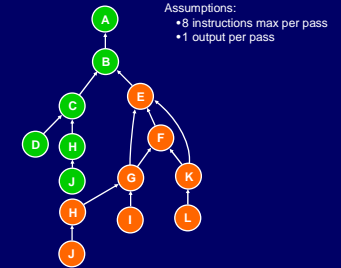 Assumptions:
•8 instructions max per pass
•1 output per pass
A
B
C
E
D
H
F
J
G
K
H
I
L
J